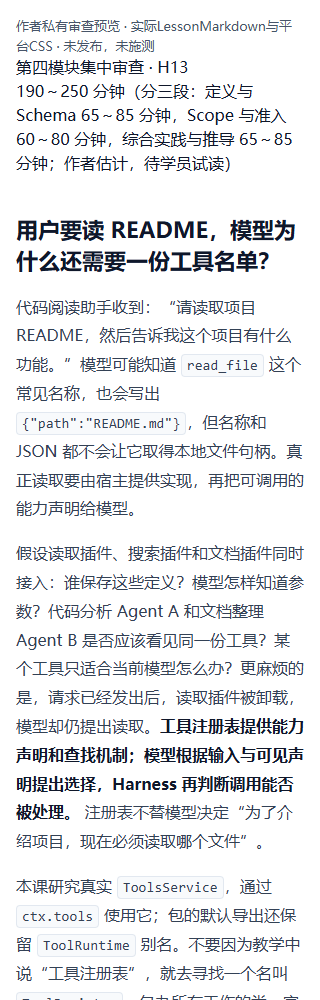 作者私有审查预览 · 实际LessonMarkdown与平
台CSS · 未发布，未施测
第四模块集中审查 · H13
190～250 分钟（分三段：定义与
Schema 65～85 分钟，Scope 与准入
60～80 分钟，综合实践与推导 65～85
分钟；作者估计，待学员试读）
用户要读 README，模型为
什么还需要一份工具名单？
代码阅读助手收到：“请读取项目
README，然后告诉我这个项目有什么
功能。”模型可能知道 read_file 这个
常见名称，也会写出
{"path":"README.md"}，但名称和
JSON 都不会让它取得本地文件句柄。真
正读取要由宿主提供实现，再把可调用的
能力声明给模型。
假设读取插件、搜索插件和文档插件同时
接入：谁保存这些定义？模型怎样知道参
数？代码分析 Agent A 和文档整理
Agent B 是否应该看见同一份工具？某
个工具只适合当前模型怎么办？更麻烦的
是，请求已经发出后，读取插件被卸载，
模型却仍提出读取。工具注册表提供能力
声明和查找机制；模型根据输入与可见声
明提出选择，Harness 再判断调用能否
被处理。 注册表不替模型决定“为了介
绍项目，现在必须读取哪个文件”。
本课研究真实 ToolsService，通过
ctx.tools 使用它；包的默认导出还保
留 ToolRuntime 别名。不要因为教学中
说“工具注册表”，就去寻找一个名叫